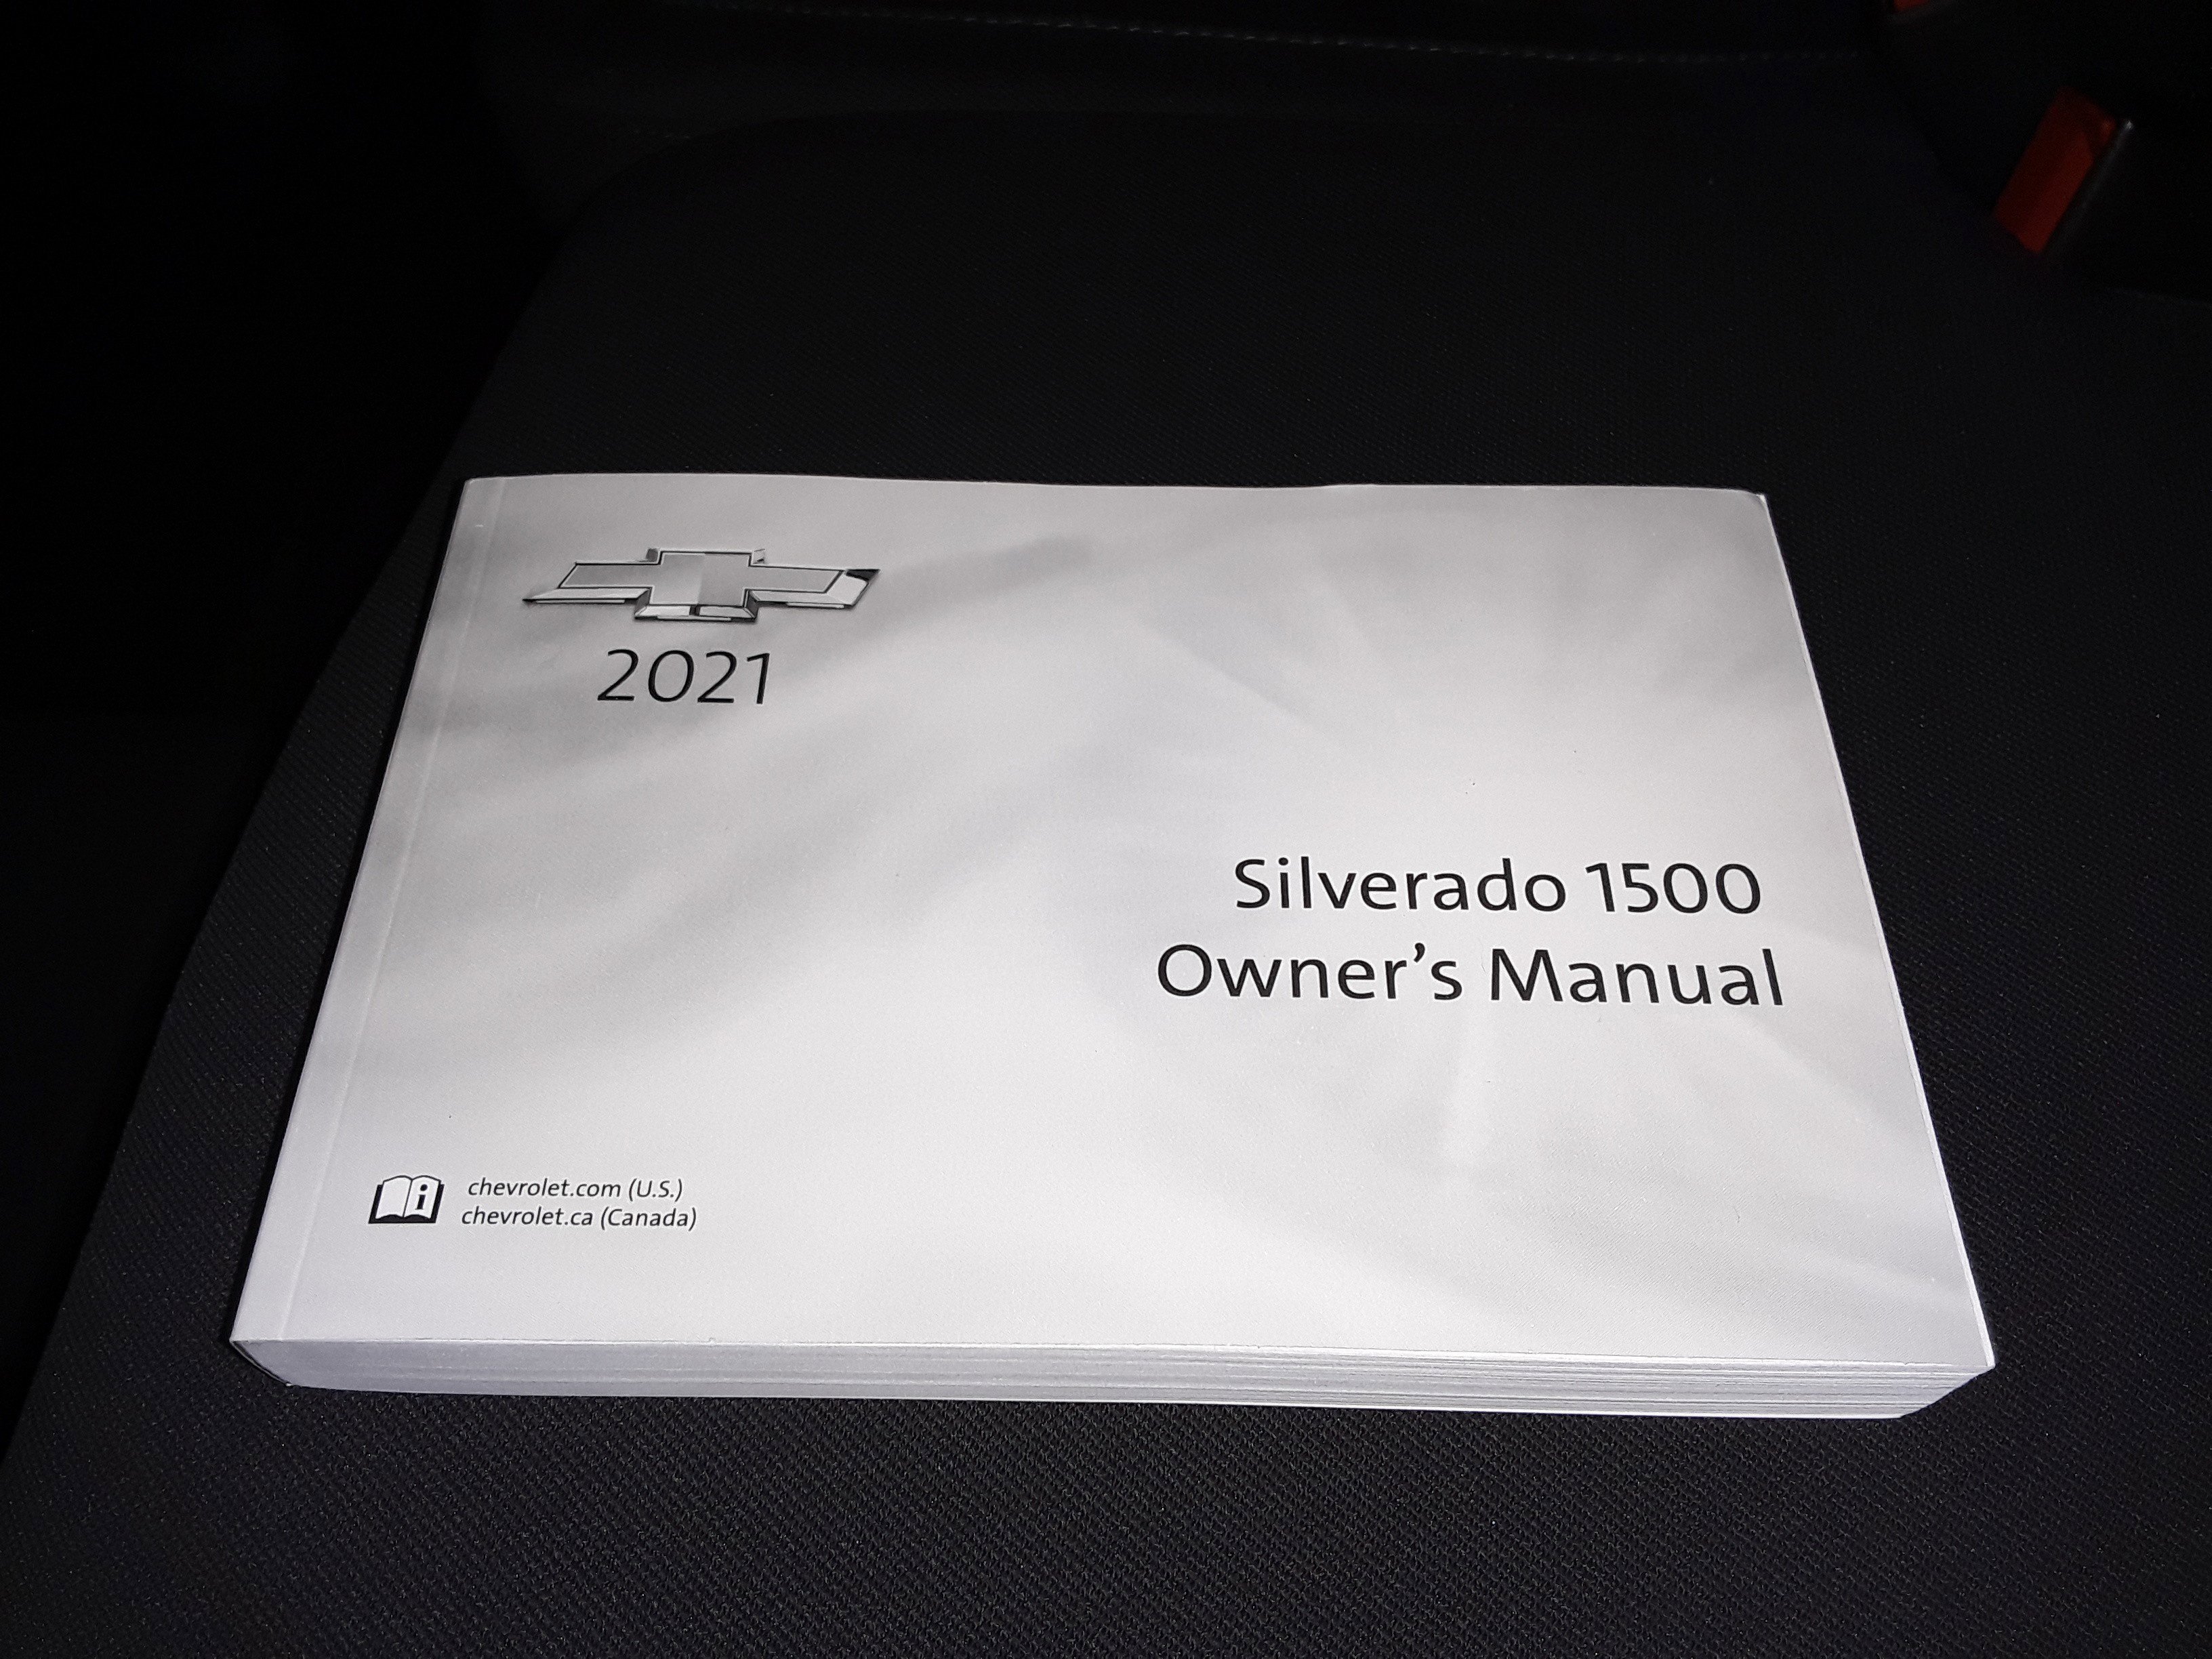 2021
Silverado 1500
Owner’s Manual
chevrolet.com (U.S.)
chevrolet.ca (Canada)